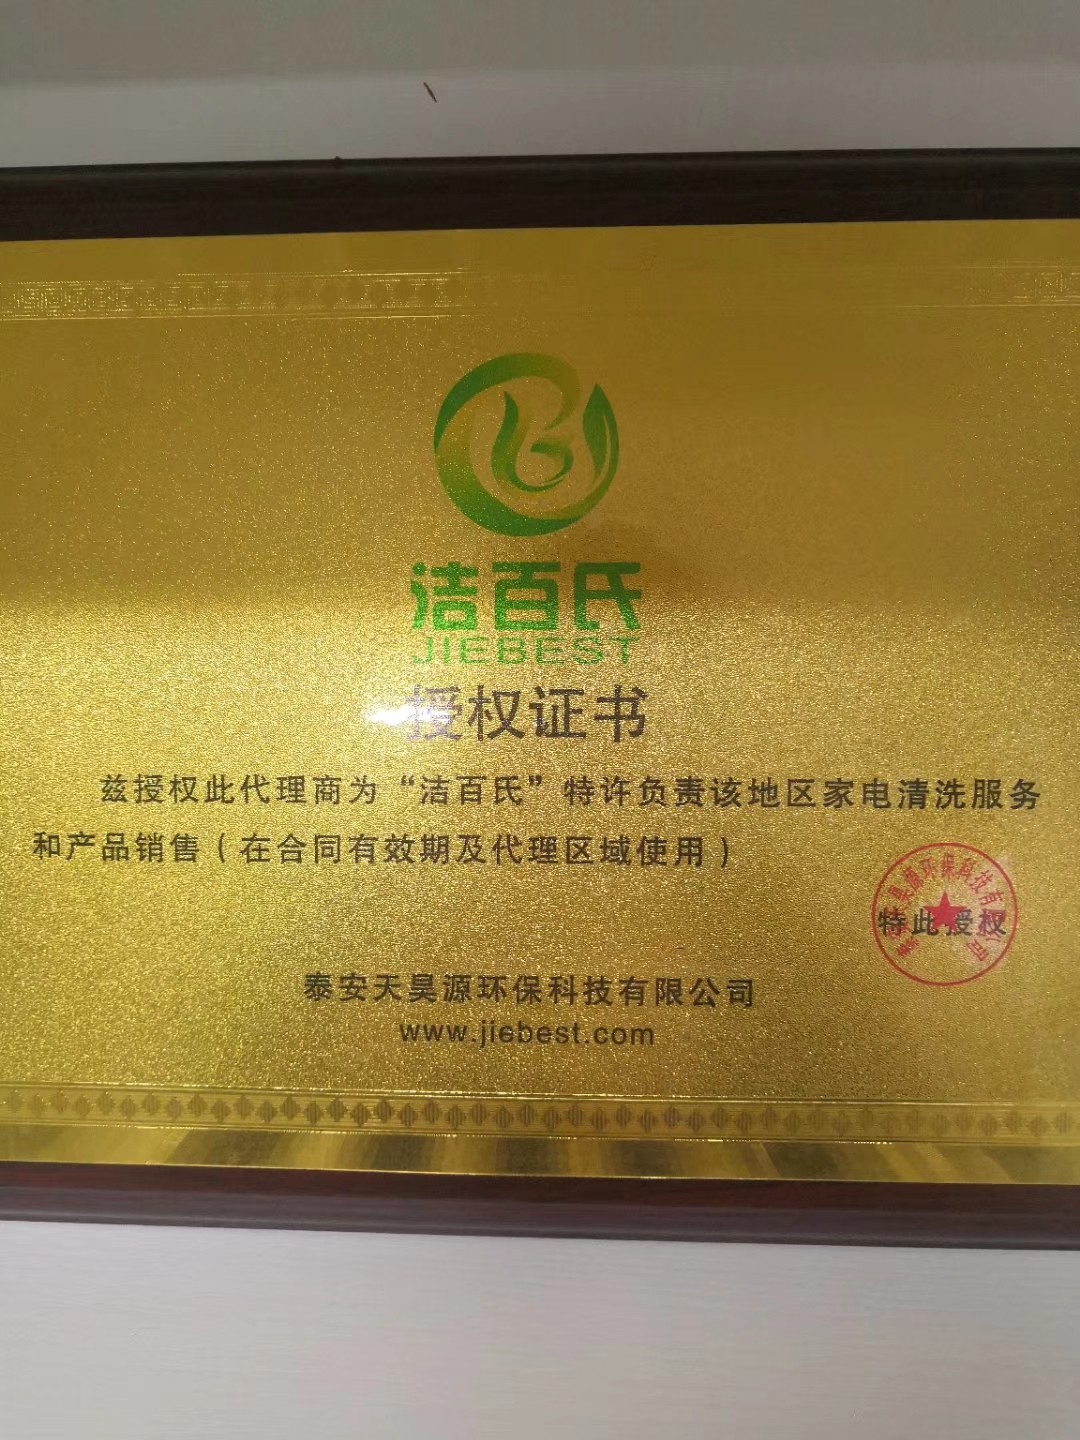 洁百氏
JIEBEST
授权证书
兹授权此代理商为“洁百氏”特许负责该地区家电清洗服务
和产品销售（在合同有效期及代理区域使用）
特此授权
泰安天昊源环保科技有限公司
www.jiebest.com